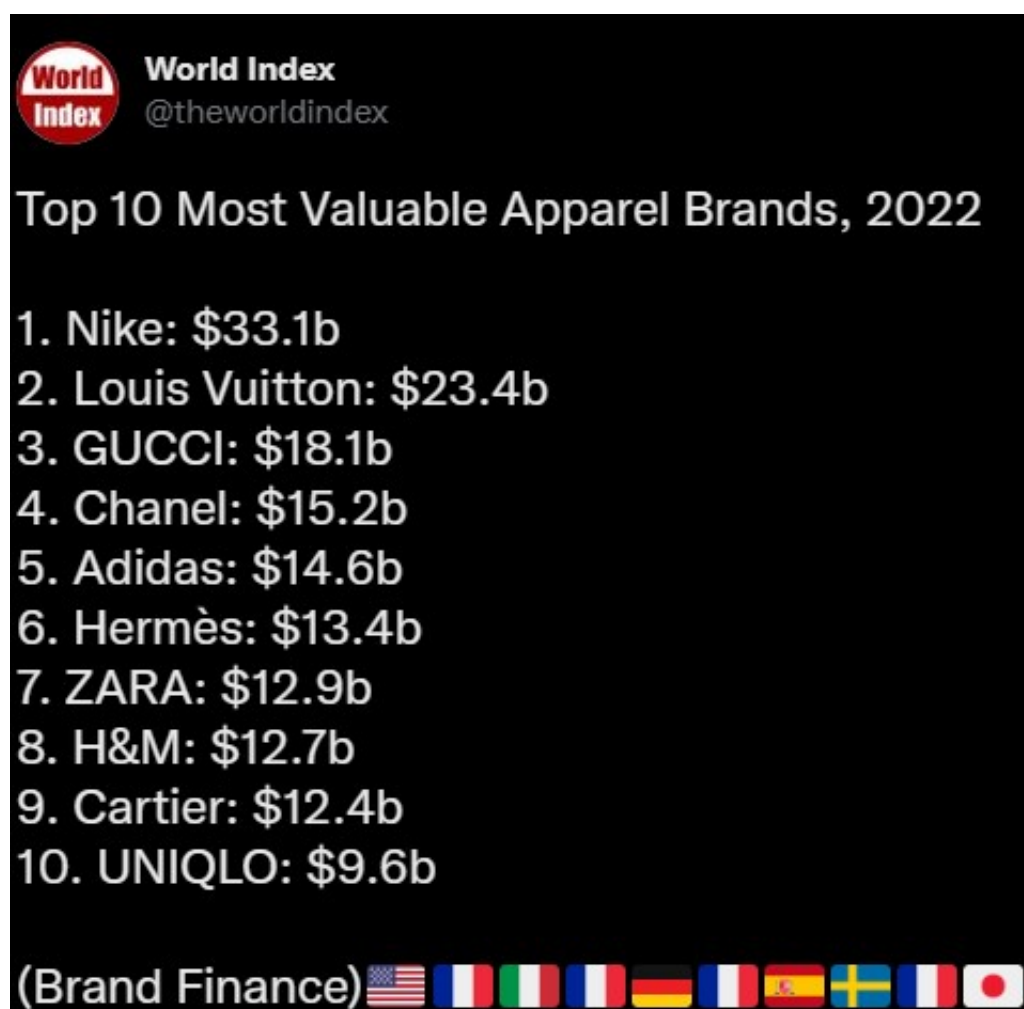 World
Index
World Index
@theworldindex
Top 10 Most Valuable Apparel Brands, 2022
1. Nike: $33.1b
2. Louis Vuitton: $23.4b
3. GUCCI: $18.1b
4. Chanel: $15.2b
5. Adidas: $14.6b
6. Hermès: $13.4b
7. ZARA: $12.9b
8. H&M: $12.7b
9. Cartier: $12.4b
10. UNIQLO: $9.6b
(Brand Finance)🇺🇸🇫🇷🇮🇹🇫🇷🇩🇪🇫🇷🇪🇸🇸🇪🇫🇷🇯🇵